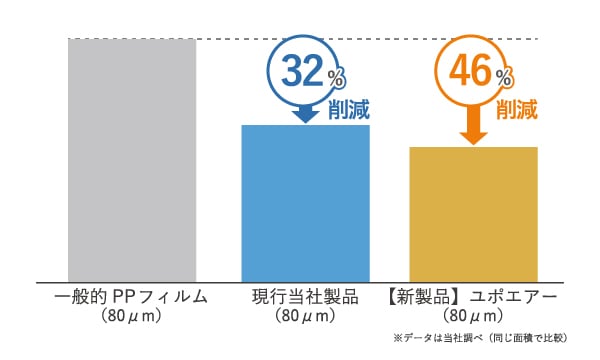 32%
削減
46%
削減
一般的 PPフィルム
(80μm)
現行当社製品
(80μm)
【新製品】ユポエアー
(80μm)
※データは当社調べ（同じ面積で比較）